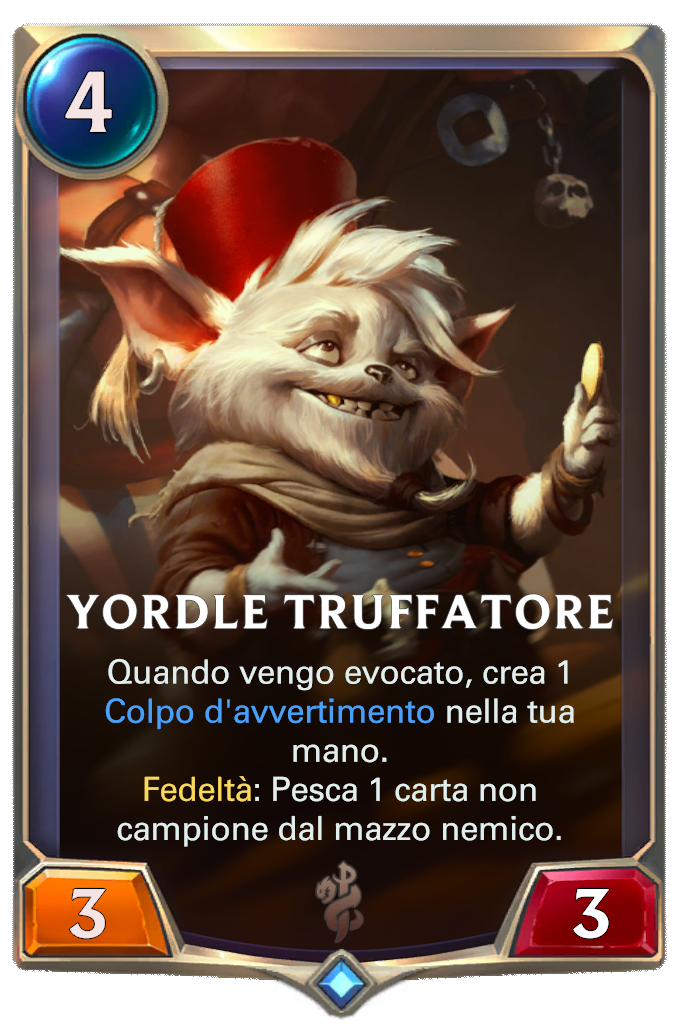 4
YORDLE TRUFFATORE
Quando vengo evocato, crea 1
Colpo d'avvertimento nella tua
mano.
Fedeltà: Pesca 1 carta non
campione dal mazzo nemico.
3
3